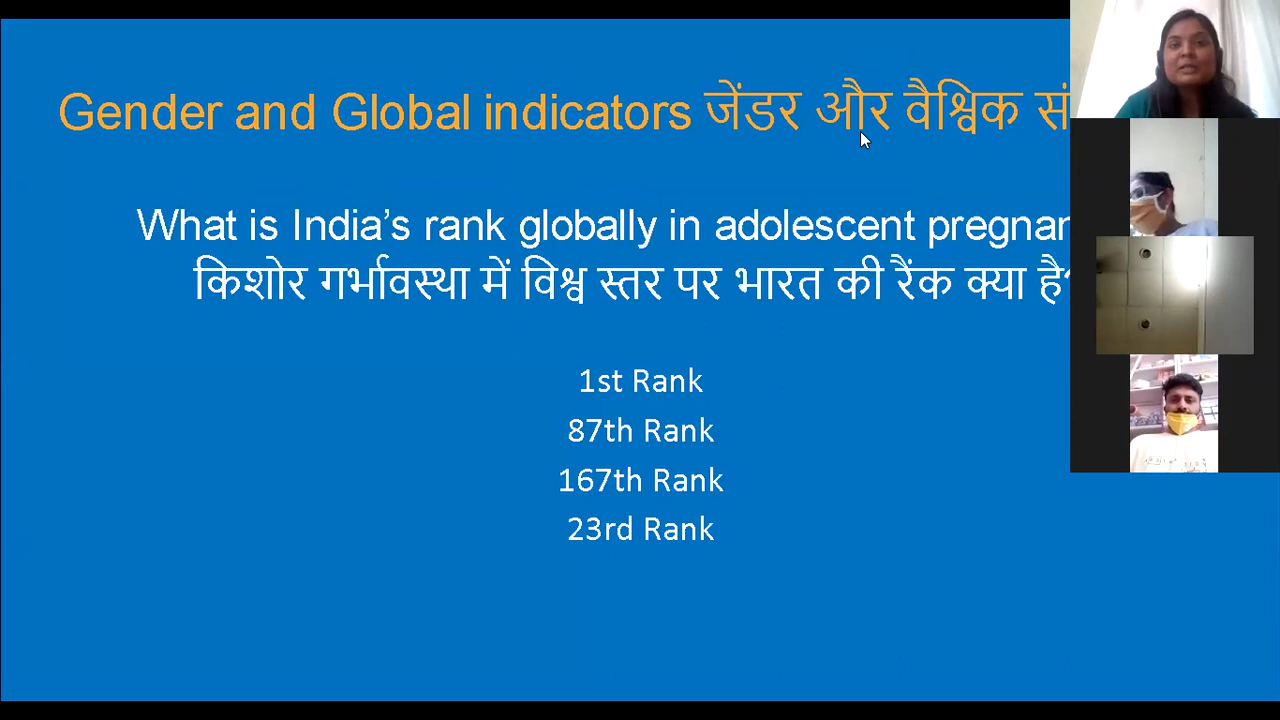 Gender and Global indicators जेंडर और वैश्विक
What is India's rank globally in adolescent
किशोर गर्भावस्था में विश्व स्तर पर भारत की रैंक क्या है?
1st Rank
87th Rank
167th Rank
23rd Rank